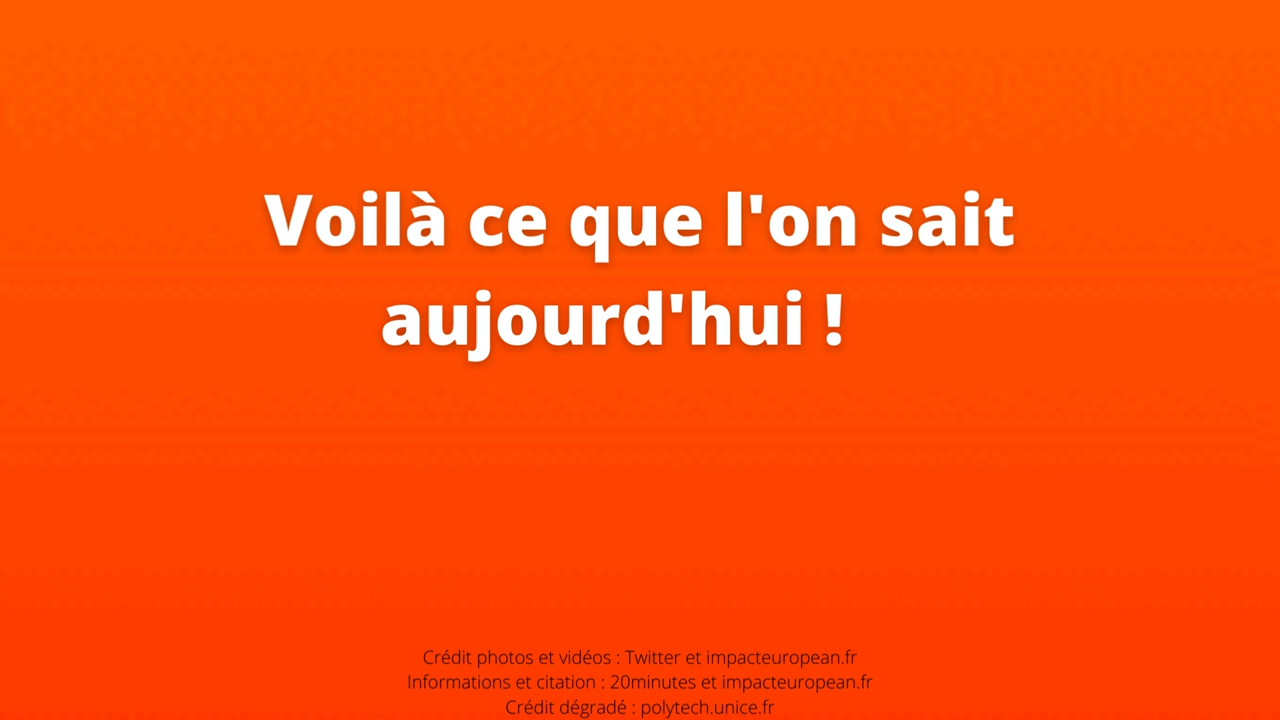 Voilà ce que l'on sait
aujourd'hui !
Crédit photos et vidéos : Twitter et impacteuropean.fr
Informations et citation : 20minutes et impacteuropean.fr
Crédit dégradé : polytech.unice.fr